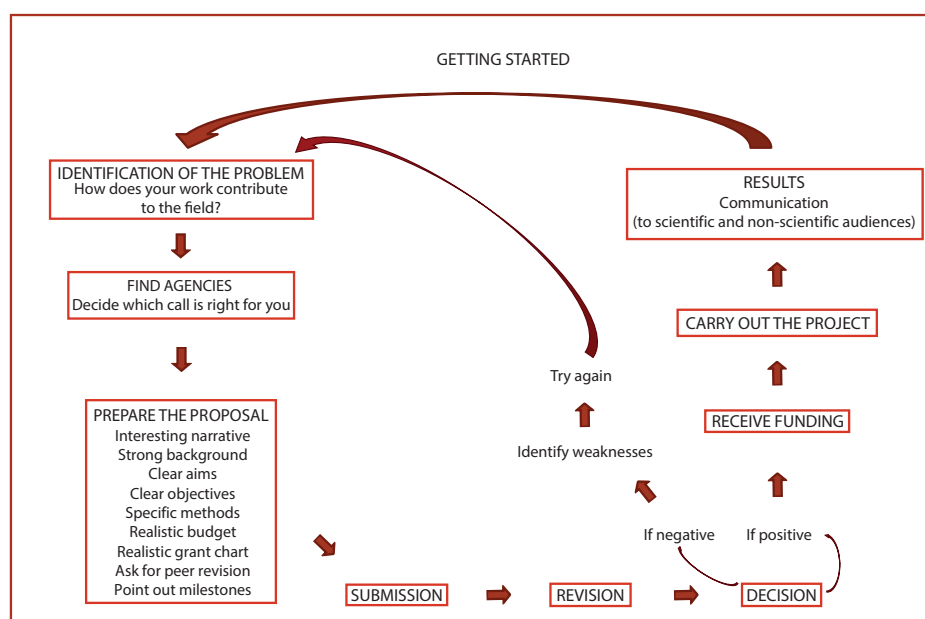 GETTING STARTED
IDENTIFICATION OF THE PROBLEM
How does your work contribute
to the field?
FIND AGENCIES
Decide which call is right for you
PREPARE THE PROPOSAL
Interesting narrative
Strong background
Clear aims
Clear objectives
Specific methods
Realistic budget
Realistic grant chart
Ask for peer revision
Point out milestones
SUBMISSION
REVISION
DECISION
If negative
Identify weaknesses
Try again
If positive
RECEIVE FUNDING
CARRY OUT THE PROJECT
RESULTS
Communication
(to scientific and non-scientific audiences)